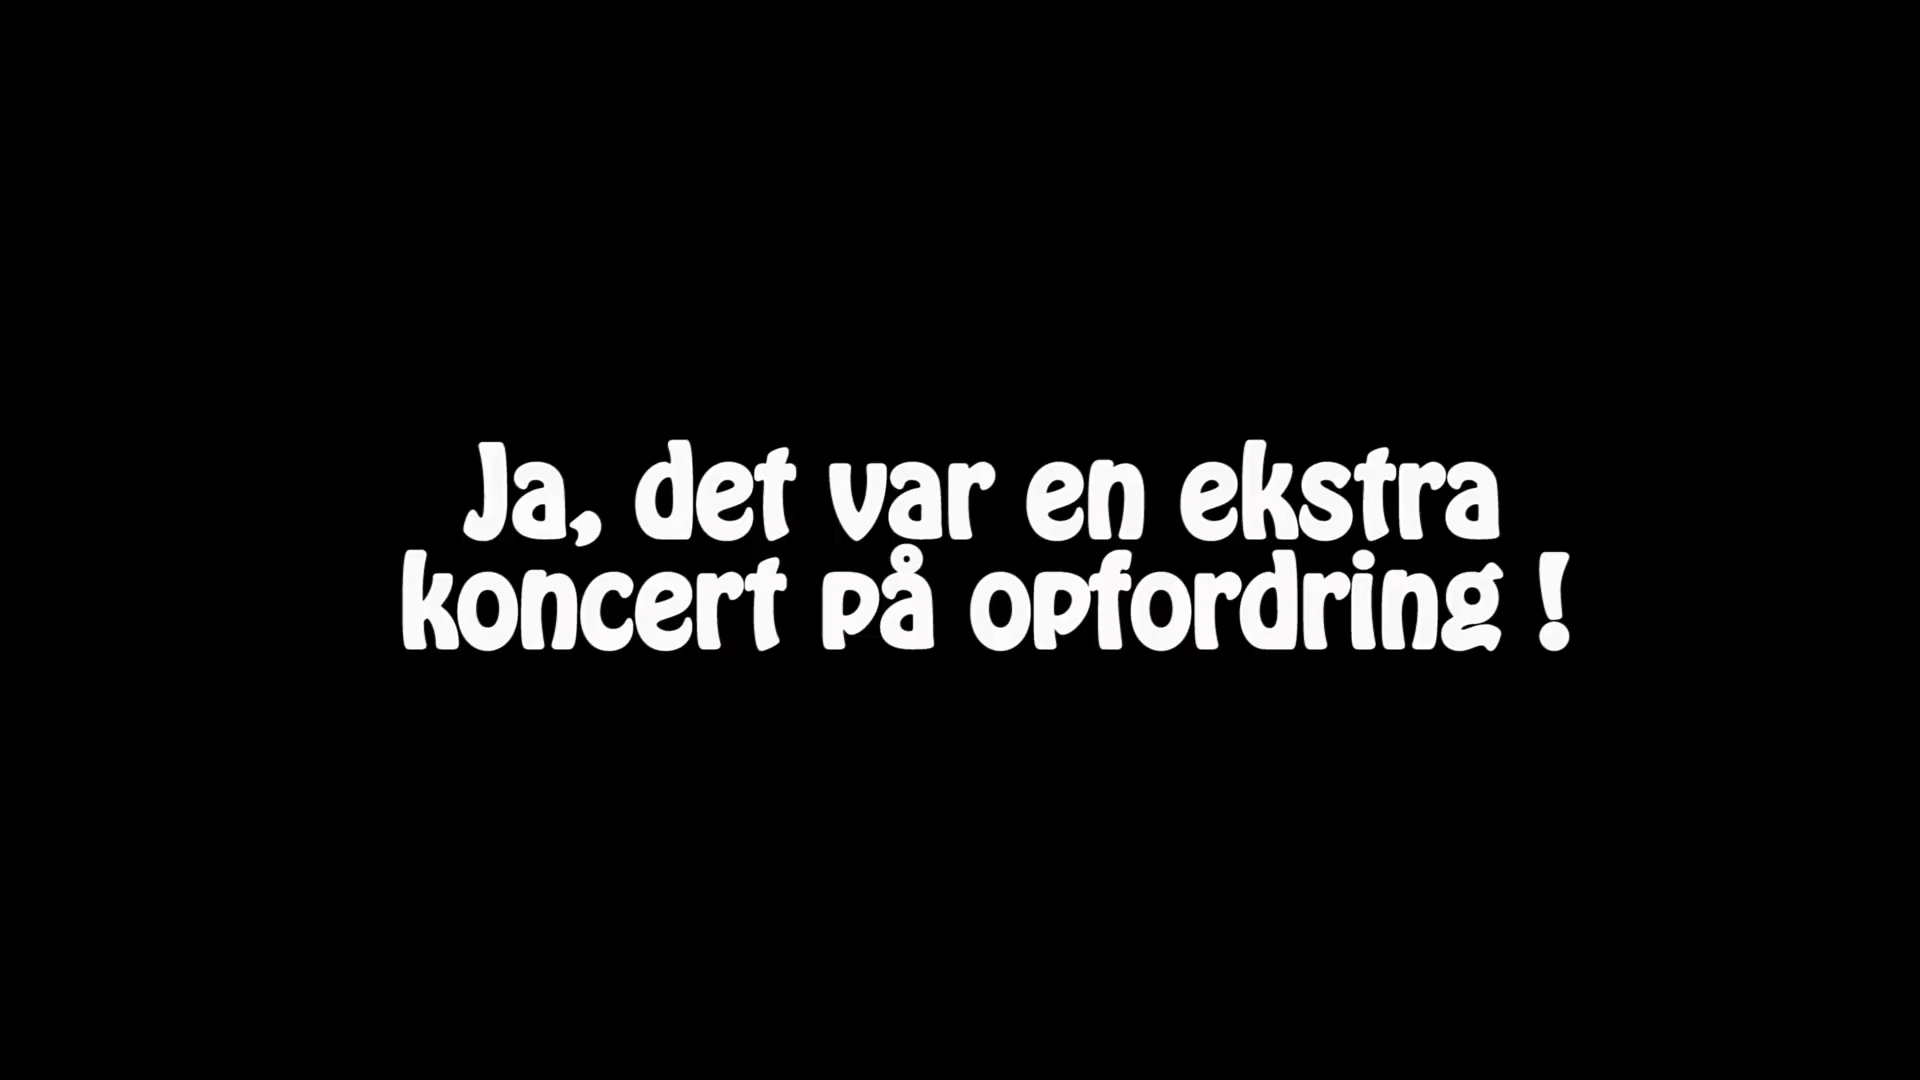 Ja, det var en ekstra
koncert på opfordring !